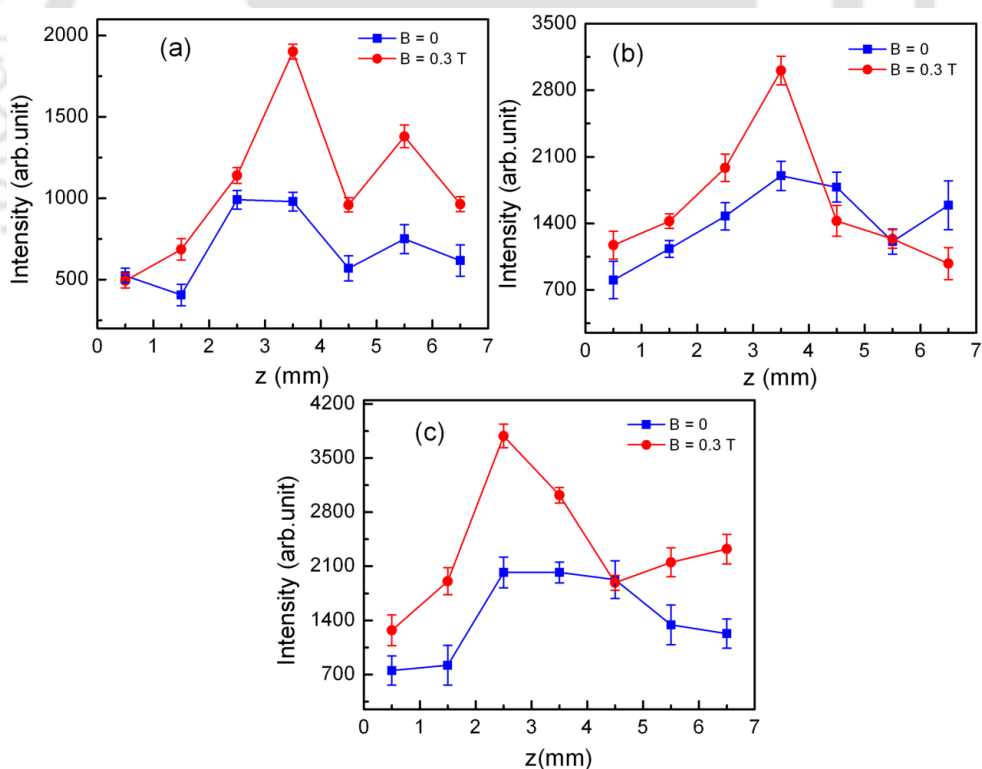 (a)
B = 0
B = 0.3 T
2000
1500
1000
500
Intensity (arb.unit)
0 1 2 3 4 5 6 7
z (mm)
(b)
B = 0
B = 0.3 T
3500
2800
2100
1400
700
Intensity (arb.unit)
0 1 2 3 4 5 6 7
z (mm)
(c)
B = 0
B = 0.3 T
4200
3500
2800
2100
1400
700
Intensity (arb.unit)
0 1 2 3 4 5 6 7
z(mm)